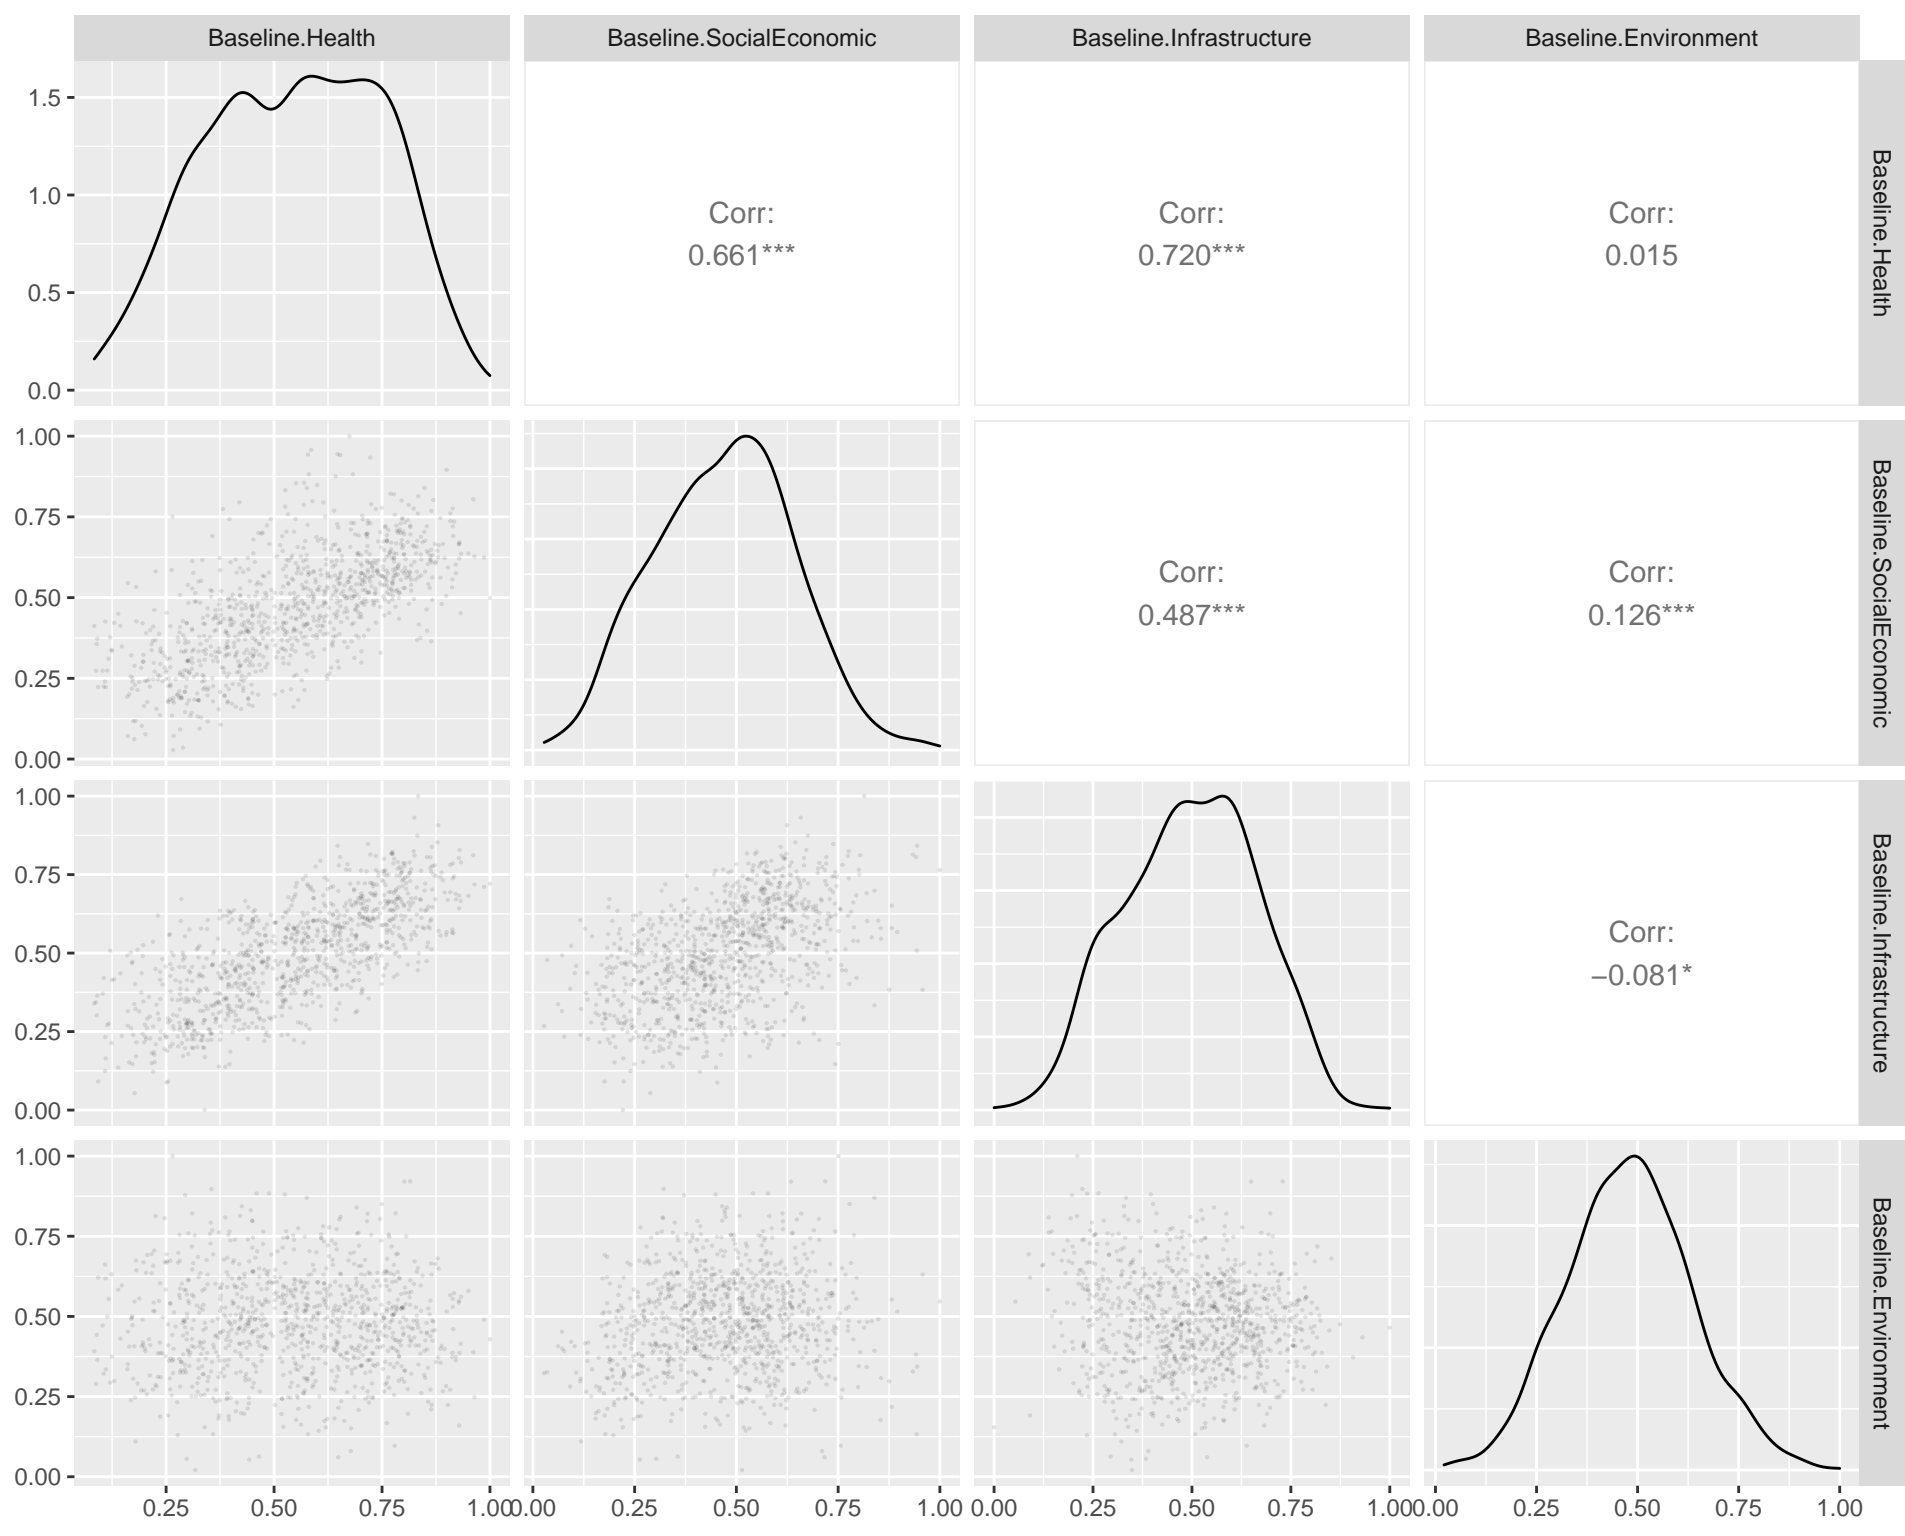 Baseline.Health Baseline.SocialEconomic Baseline.Infrastructure Baseline.Environment
1.5
1.0
0.5
0.0
Corr:
0.661***
Corr:
0.720***
Corr:
0.015
Baseline.Health
1.00
0.75
0.50
0.25
0.00
Corr:
0.487***
Corr:
0.126***
Baseline.SocialEconomic
1.00
0.75
0.50
0.25
0.00
Corr:
−0.081*
Baseline.Infrastructure
1.00
0.75
0.50
0.25
0.00
Baseline.Environment
0.25 0.50 0.75 1.00 0.00 0.25 0.50 0.75 1.00 0.00 0.25 0.50 0.75 1.00 0.00 0.25 0.50 0.75 1.00